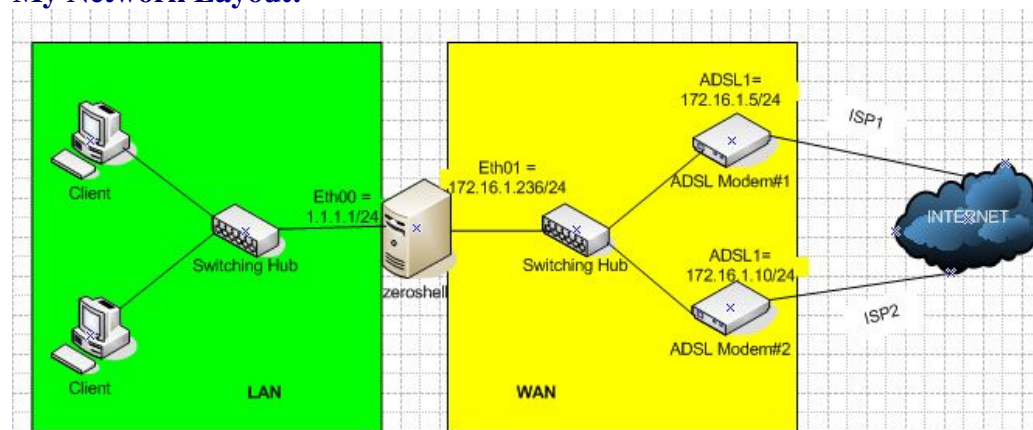 My Network Layout:
ADSL1=
172.16.1.5/24
ISP1
Client
Eth00 =
1.1.1.1/24
Eth01 =
172.16.1.236/24
ADSL Modem#1
INTERNET
Switching Hub
zeroshell
Switching Hub
ADSL1=
172.16.1.10/24
ISP2
ADSL Modem#2
Client
LAN
WAN